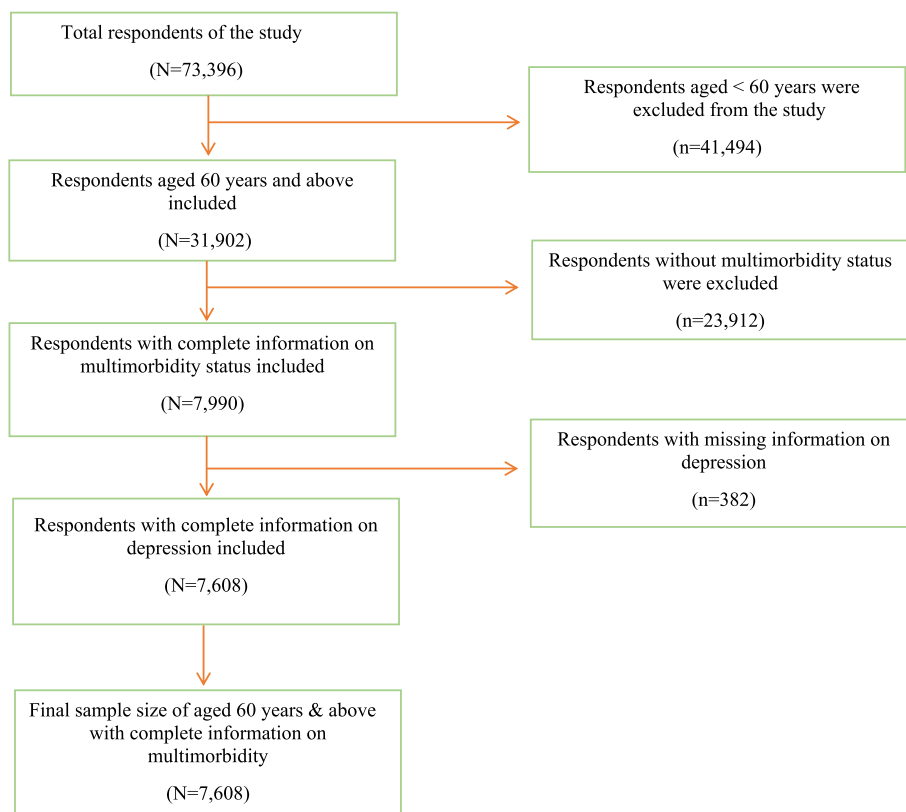 Total respondents of the study
(N=73,396)
Respondents aged < 60 years were
excluded from the study
(n=41,494)
Respondents aged 60 years and above
included
(N=31,902)
Respondents without multimorbidity status
were excluded
(n=23,912)
Respondents with complete information on
multimorbidity status included
(N=7,990)
Respondents with missing information on
depression
(n=382)
Respondents with complete information on
depression included
(N=7,608)
Final sample size of aged 60 years & above
with complete information on
multimorbidity
(N=7,608)